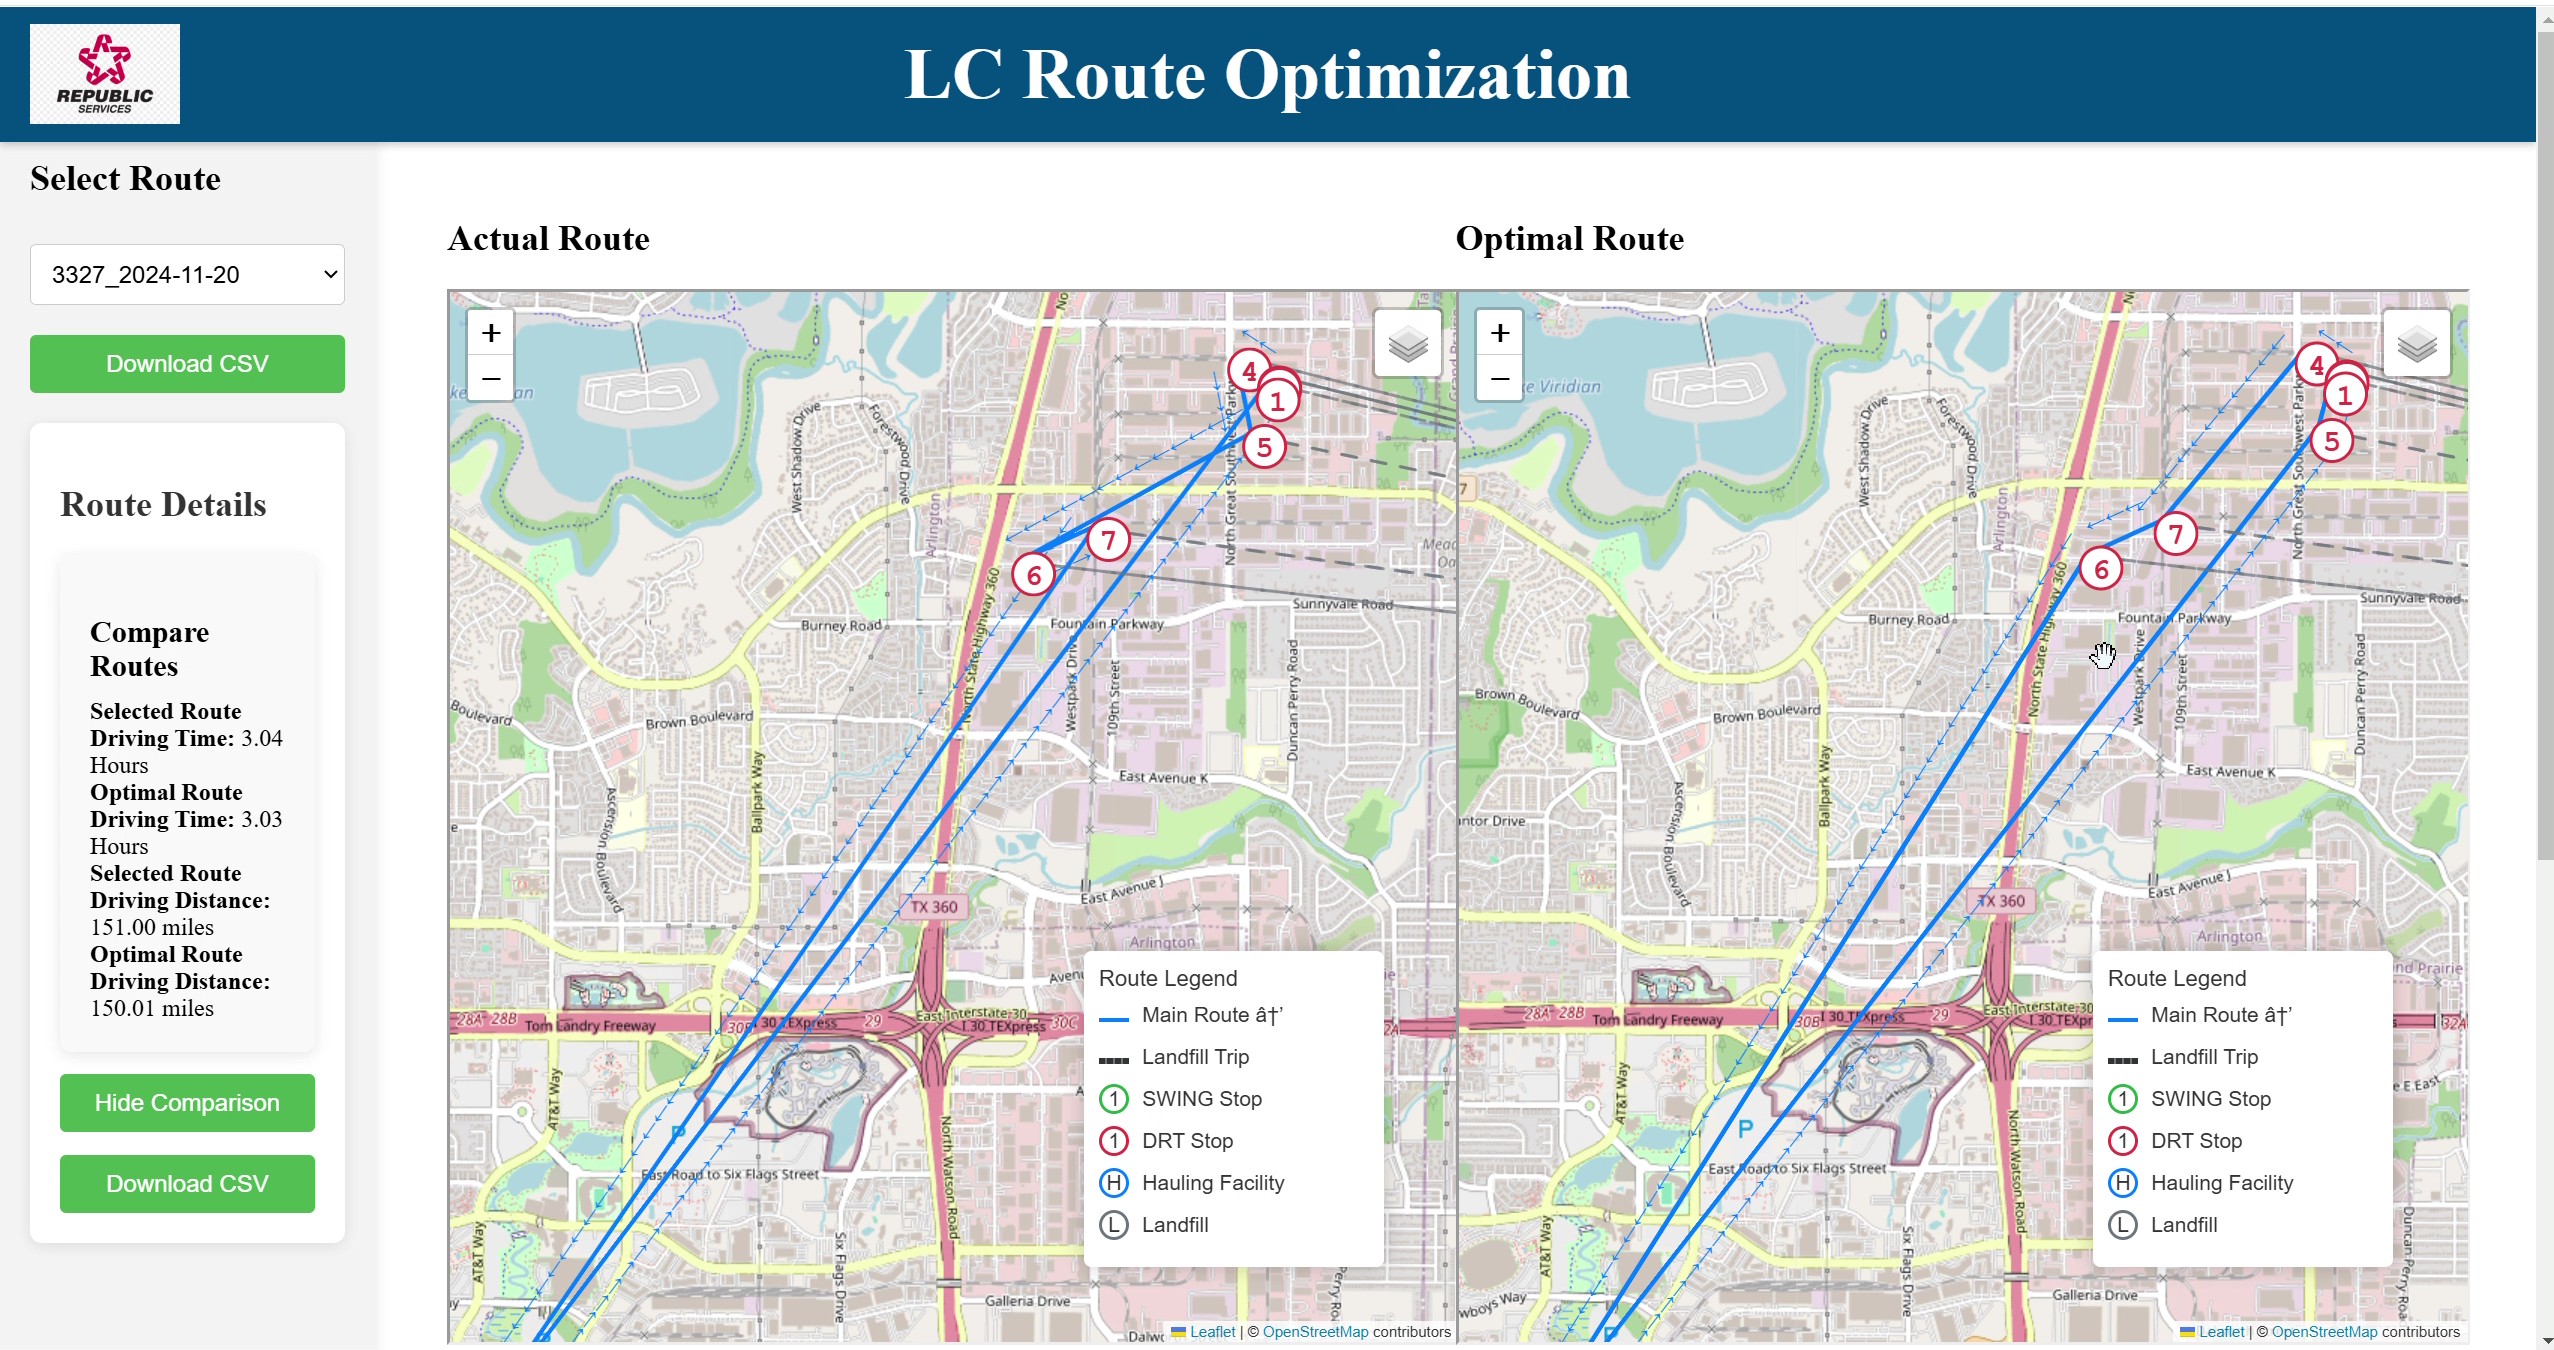 REPUBLIC
SERVICES
LC Route Optimization
Select Route
3327_2024-11-20
Download CSV
Route Details
Compare
Routes
Selected Route
Driving Time: 3.04
Hours
Optimal Route
Driving Time: 3.03
Hours
Selected Route
Driving Distance:
151.00 miles
Optimal Route
Driving Distance:
150.01 miles
Hide Comparison
Download CSV
Actual Route
+
−
4
1
5
7
6
West Shadow Drive
Forestwood Drive
Arlington
North State Highway 360
Burney Road
Fountain Parkway
Sunnyvale Road
Westpark Drive
109th Street
Duncan Perry Road
Boulevard
Brown Boulevard
Ballpark Way
East Avenue K
Ascension Boulevard
East Avenue J
TX 360
Arlington
28A 28B
Tom Landry Freeway
30B
I 30 TEXpress
29
East Interstate 30
I 30 TEXpress
30C
AT&T Way
P
East Road to Six Flags Street
North Watson Road
AT&T Way
Six Flags Drive
Galleria Drive
Route Legend
Main Route â†’
Landfill Trip
1 SWING Stop
1 DRT Stop
H Hauling Facility
L Landfill
Leaflet | © OpenStreetMap contributors
Optimal Route
+
−
ke Viridian
4
1
5
7
6
West Shadow Drive
Forestwood Drive
Arlington
North Great Southwest Parkw
North State Highway 360
Burney Road
Fountain Parkway
Sunnyvale Road
Westpark Drive
109th Street
Duncan Perry Road
Brown Boulevard
Brown Boulevard
Ballpark Way
East Avenue K
ntor Drive
Ascension Boulevard
East Avenue J
TX 360
Arlington
nd Prairie
28A 28B
Tom Landry Freeway
30B
I 30 TEXpress
29
East Interstate 30
I 30 TEXpr
32A
AT&T Way
P
East Road to Six Flags Street
North Watson Road
AT&T Way
Six Flags Drive
wboys Way
Galleria Drive
Duncan Perry Roa
Route Legend
Main Route â†’
Landfill Trip
1 SWING Stop
1 DRT Stop
H Hauling Facility
L Landfill
Leaflet | © OpenStreetMap contributors